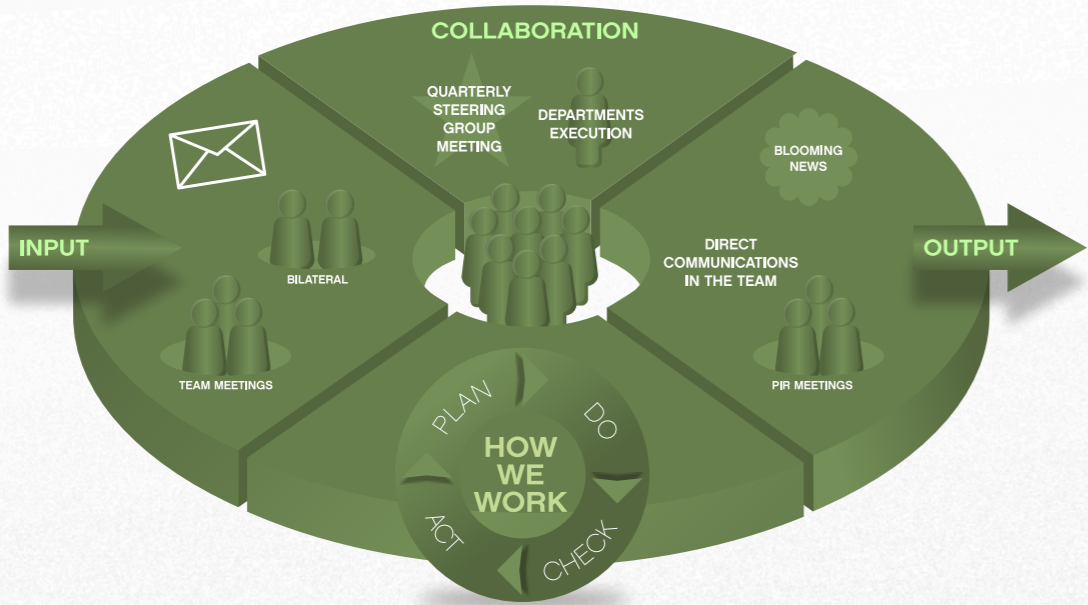 COLLABORATION
QUARTERLY
STEERING
GROUP
MEETING
DEPARTMENTS
EXECUTION
BLOOMING
NEWS
INPUT
BILATERAL
TEAM MEETINGS
DIRECT
COMMUNICATIONS
IN THE TEAM
OUTPUT
PIR MEETINGS
PLAN
DO
CHECK
ACT
HOW
WE
WORK